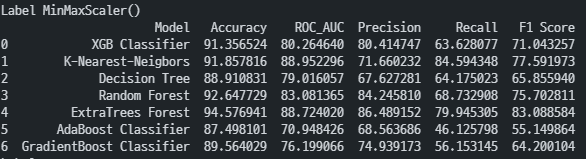 Label MinMaxScaler()
Model Accuracy ROC_AUC Precision Recall F1 Score
0 XGB Classifier 91.356524 80.264640 80.414747 63.628077 71.043257
1 K-Nearest-Neigbors 91.857816 88.952296 71.660232 84.594348 77.591973
2 Decision Tree 88.910831 79.016057 67.627281 64.175023 65.855940
3 Random Forest 92.647729 83.081365 84.245810 68.732908 75.702811
4 ExtraTrees Forest 94.576941 88.724020 86.489152 79.945305 83.088584
5 AdaBoost Classifier 87.498101 70.948426 68.563686 46.125798 55.149864
6 GradientBoost Classifier 89.564029 76.199066 74.939173 56.153145 64.200104